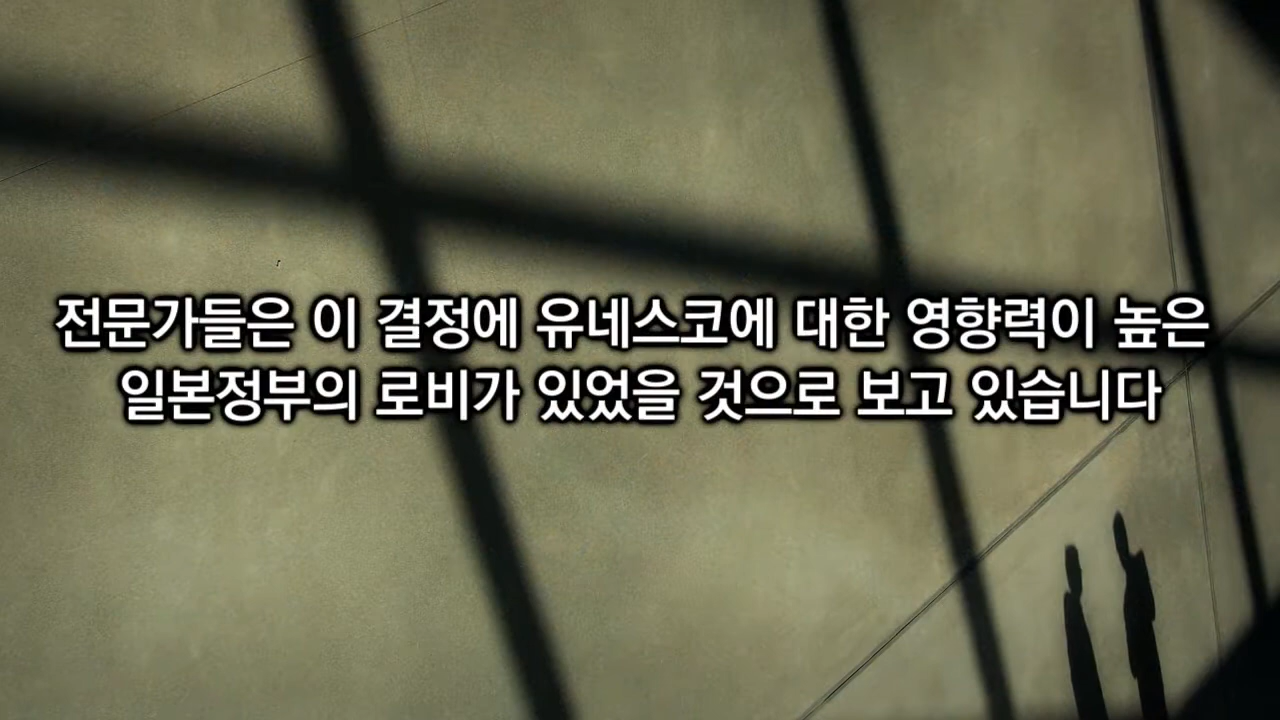 전문가들은 이 결정에 유네스코에 대한 영향력이 높은
일본정부의 로비가 있었을 것으로 보고 있습니다